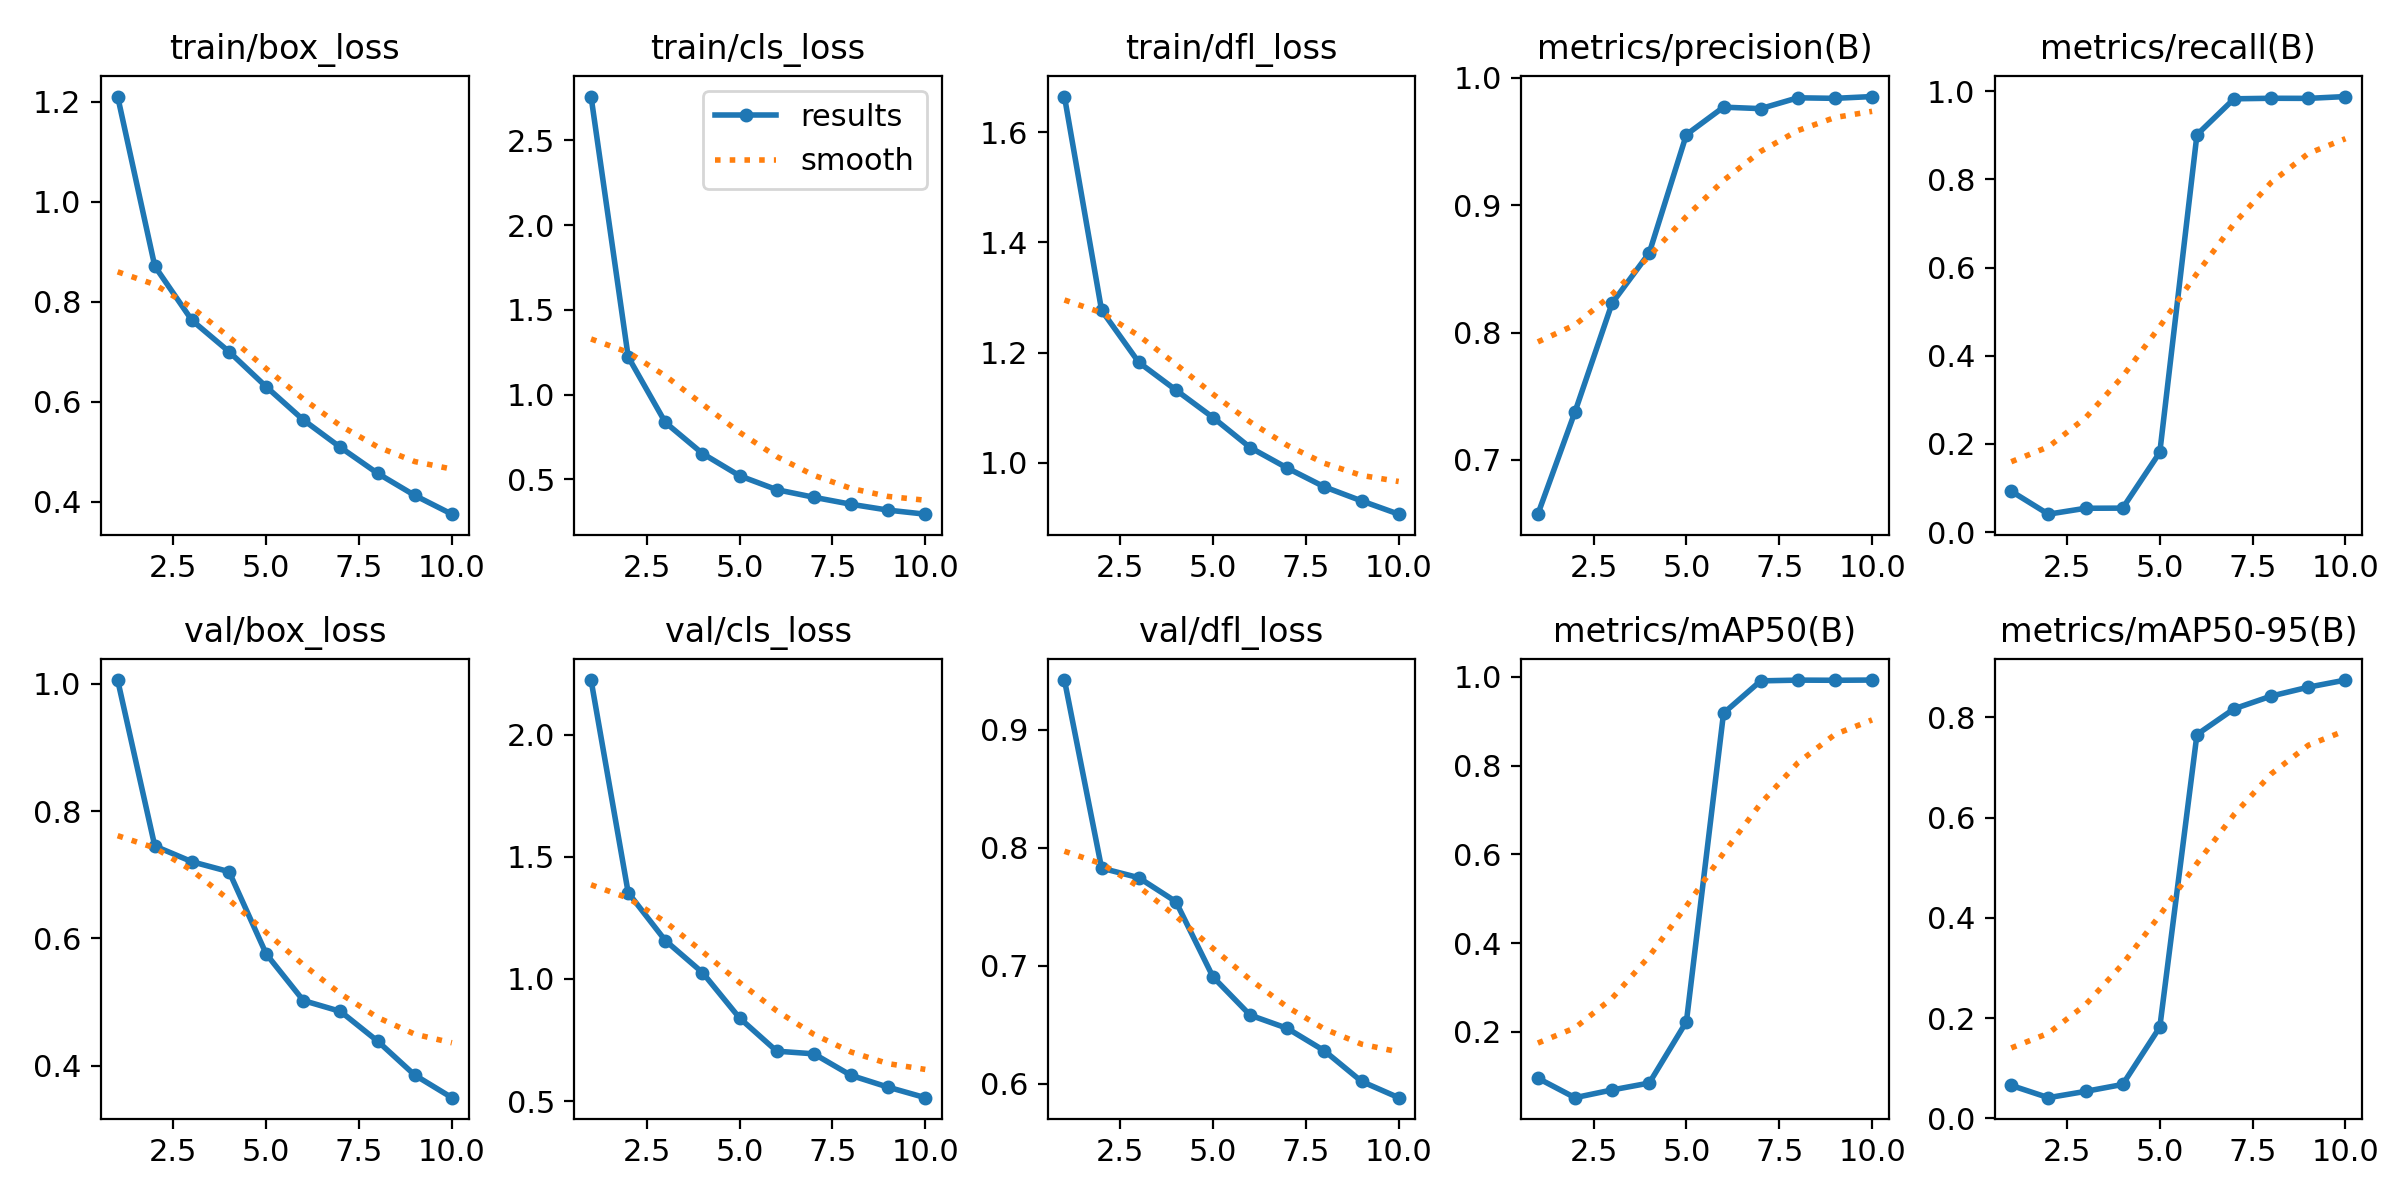 train/box_loss
train/cls_loss
train/dfl_loss
metrics/precision(B)
metrics/recall(B)
1.2
1.0
0.8
0.6
0.4
2.5 5.0 7.5 10.0
results
smooth
2.5
2.0
1.5
1.0
0.5
2.5 5.0 7.5 10.0
1.6
1.4
1.2
1.0
2.5 5.0 7.5 10.0
1.0
0.9
0.8
0.7
2.5 5.0 7.5 10.0
1.0
0.8
0.6
0.4
0.2
0.0
2.5 5.0 7.5 10.0
val/box_loss
val/cls_loss
val/dfl_loss
metrics/mAP50(B)
metrics/mAP50-95(B)
1.0
0.8
0.6
0.4
2.5 5.0 7.5 10.0
2.0
1.5
1.0
0.5
2.5 5.0 7.5 10.0
0.9
0.8
0.7
0.6
2.5 5.0 7.5 10.0
1.0
0.8
0.6
0.4
0.2
2.5 5.0 7.5 10.0
0.8
0.6
0.4
0.2
0.0
2.5 5.0 7.5 10.0